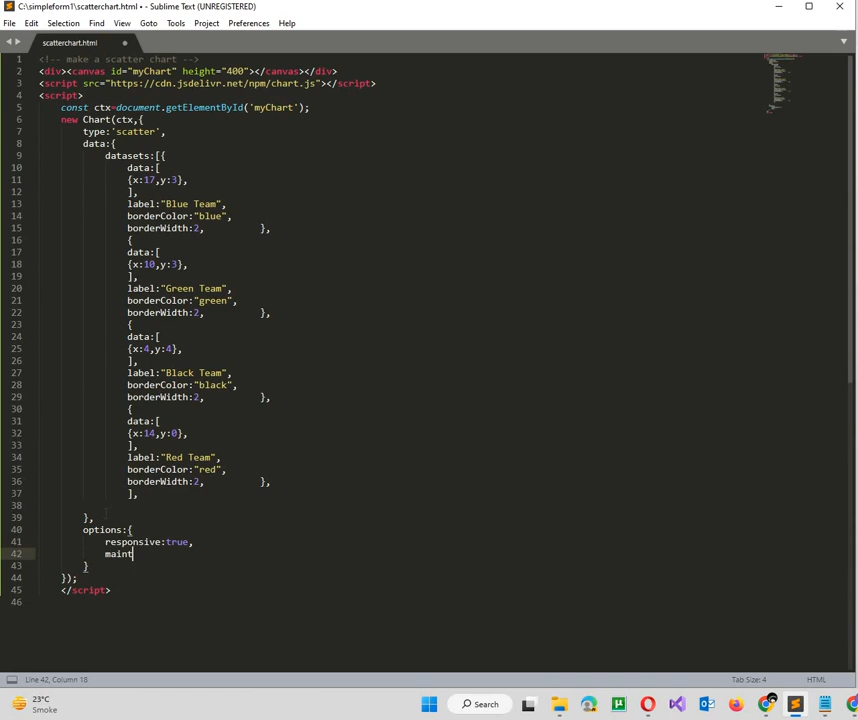 C:\simpleform1\scatterchart.html • - Sublime Text (UNREGISTERED)
File Edit Selection Find View Goto Tools Project Preferences Help
scatterchart.html
1 <!-- make a scatter chart -->
2 <div><canvas id="myChart" height="400"></canvas></div>
3 <script src="https://cdn.jsdelivr.net/npm/chart.js"></script>
4 <script>
5 const ctx=document.getElementById('myChart');
6 new Chart(ctx,{
7 type:'scatter',
8 data:{
9 datasets:[{
10 data:[
11 {x:17,y:3},
12 ],
13 label:"Blue Team",
14 borderColor:"blue",
15 borderWidth:2, },
16 {
17 data:[
18 {x:10,y:3},
19 ],
20 label:"Green Team",
21 borderColor:"green",
22 borderWidth:2, },
23 {
24 data:[
25 {x:4,y:4},
26 ],
27 label:"Black Team",
28 borderColor:"black",
29 borderWidth:2, },
30 {
31 data:[
32 {x:14,y:0},
33 ],
34 label:"Red Team",
35 borderColor:"red",
36 borderWidth:2, },
37 ],
38
39 },
40 options:{
41 responsive:true,
42 maint
43 }
44 });
45 </script>
46
Line 42, Column 18 Tab Size: 4 HTML
23°C
Smoke
Search